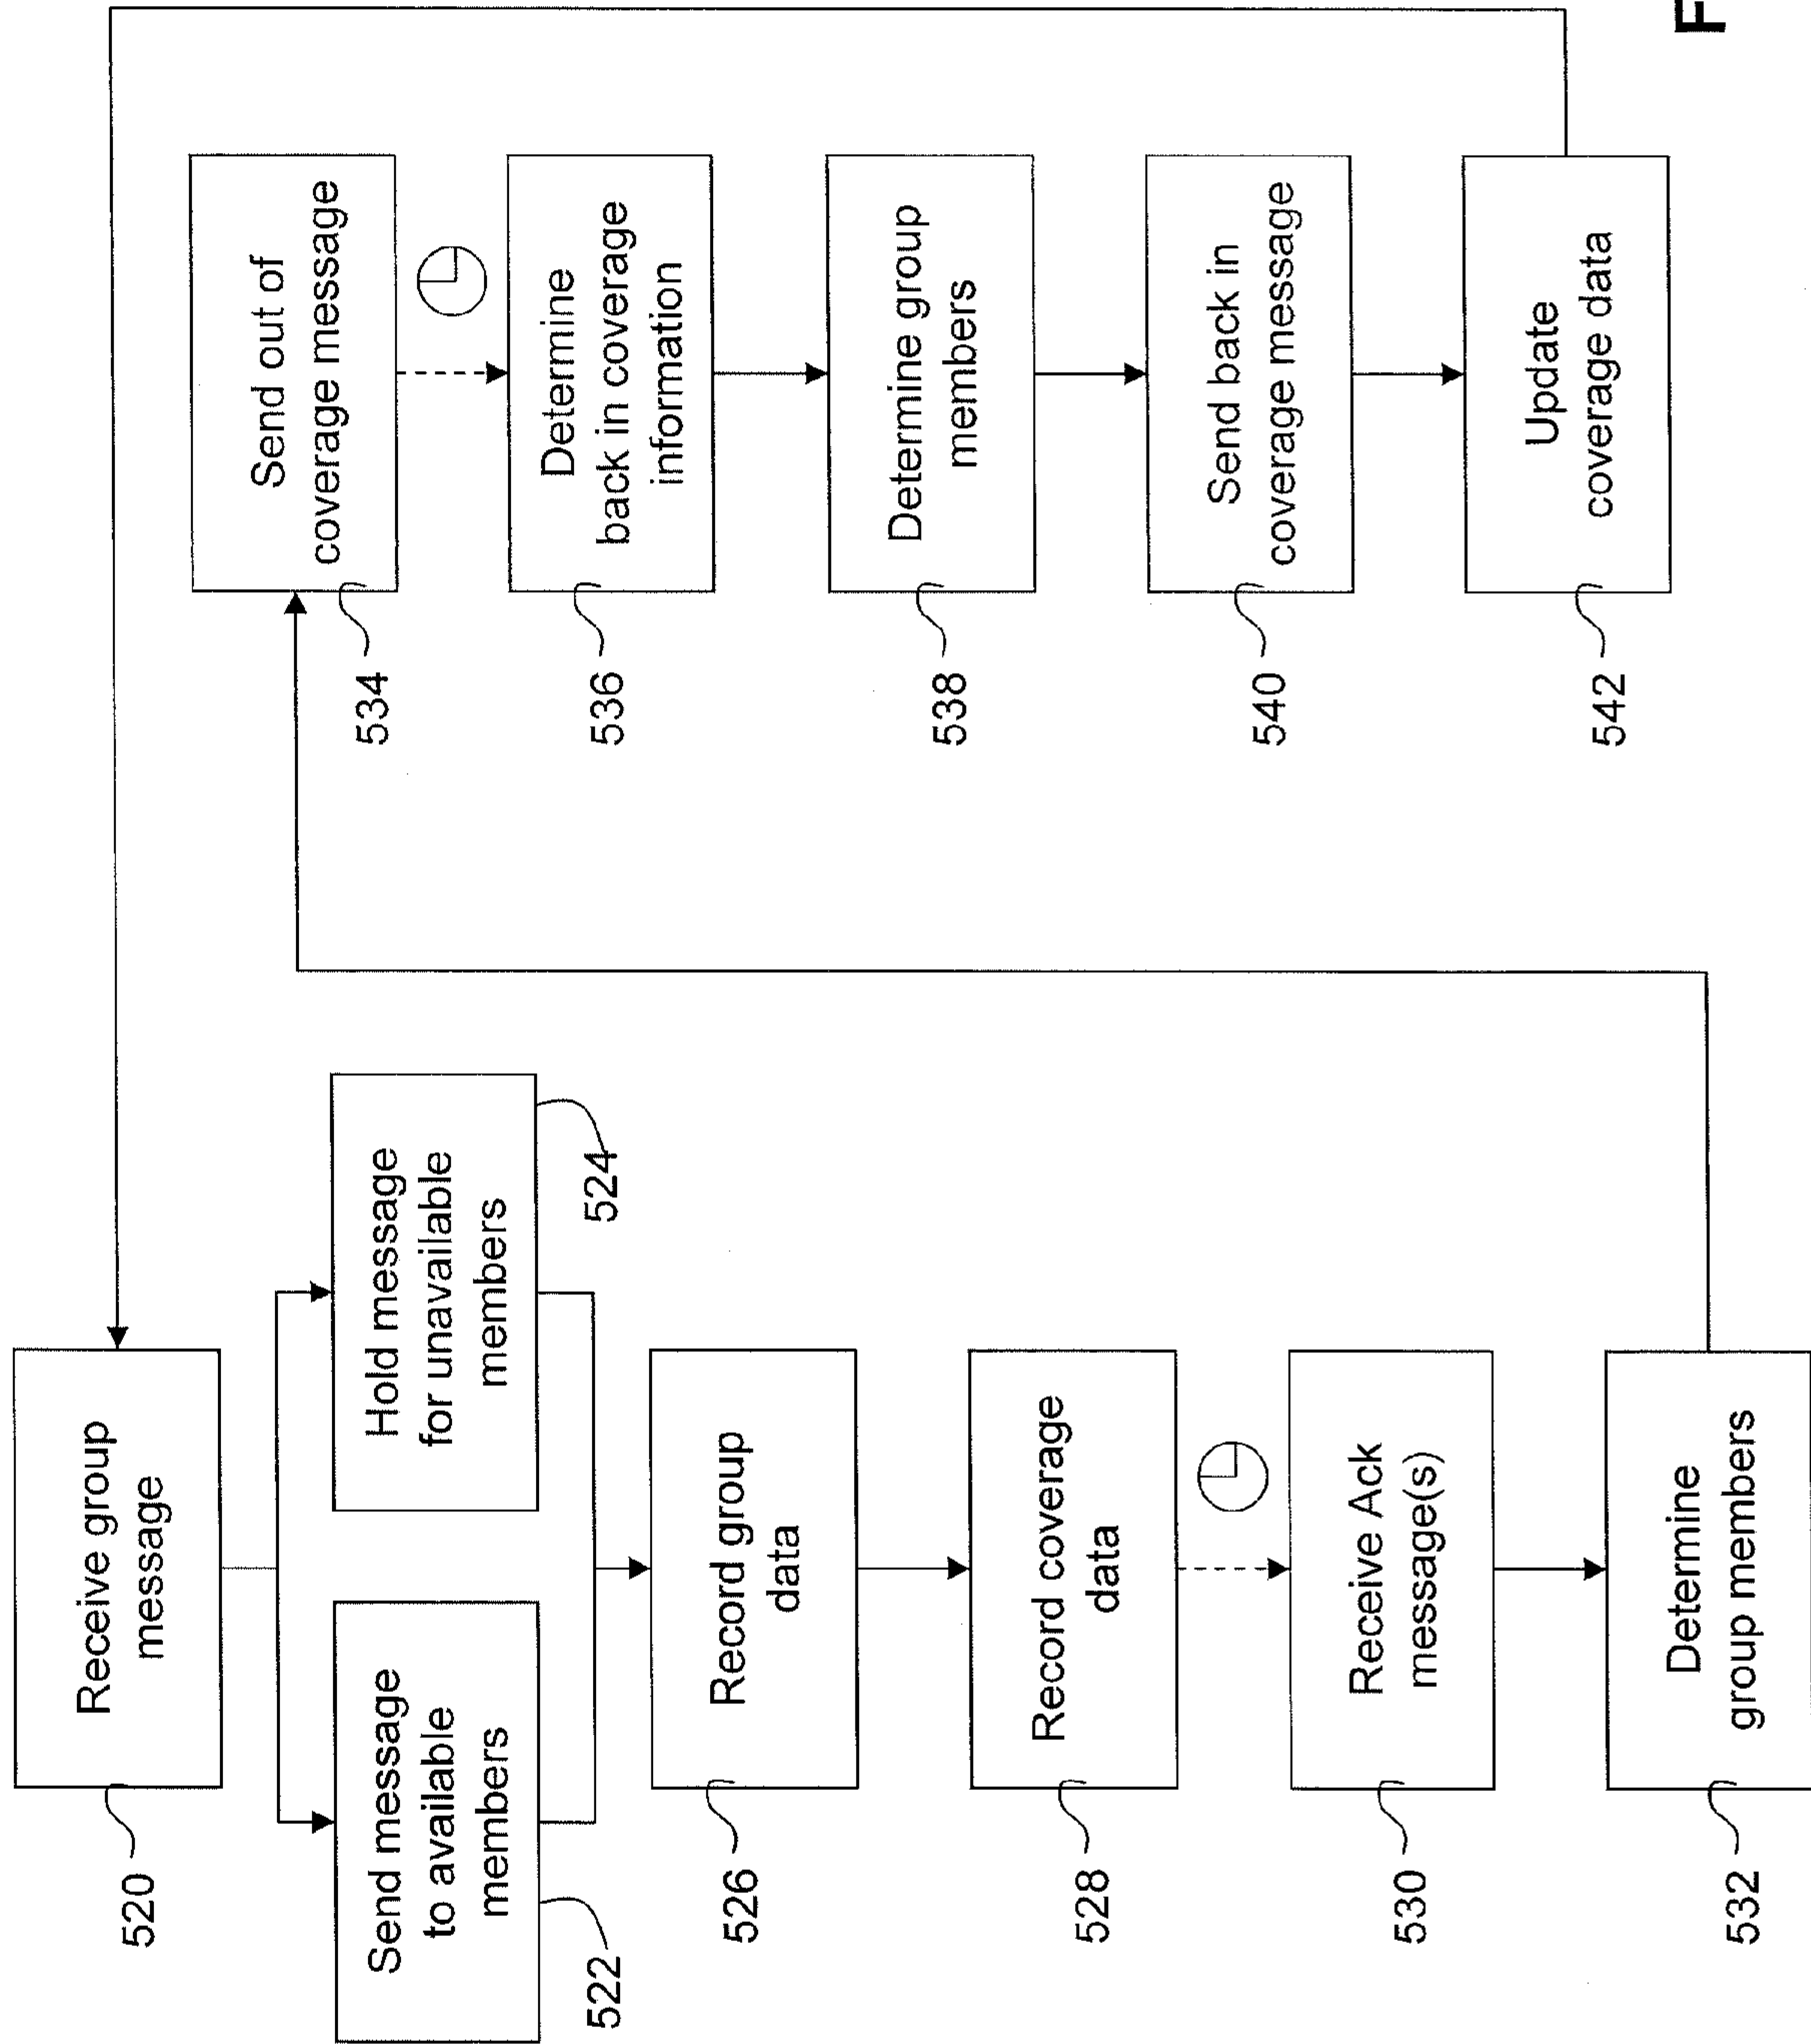 Receive group
message
520
Send message
to available
members
522
Hold message
for unavailable
members
524
Record group
data
526
Record coverage
data
528
Receive Ack
message(s)
530
Determine
group members
532
Send out of
coverage message
534
Determine
back in coverage
information
536
Determine group
members
538
Send back in
coverage message
540
Update
coverage data
542
F